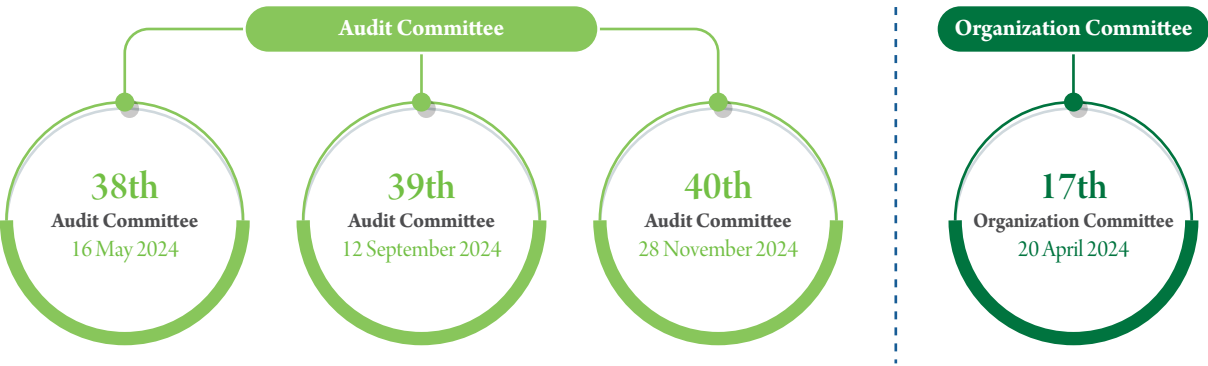 Audit Committee
38th
Audit Committee
16 May 2024
39th
Audit Committee
12 September 2024
40th
Audit Committee
28 November 2024
Organization Committee
17th
Organization Committee
20 April 2024